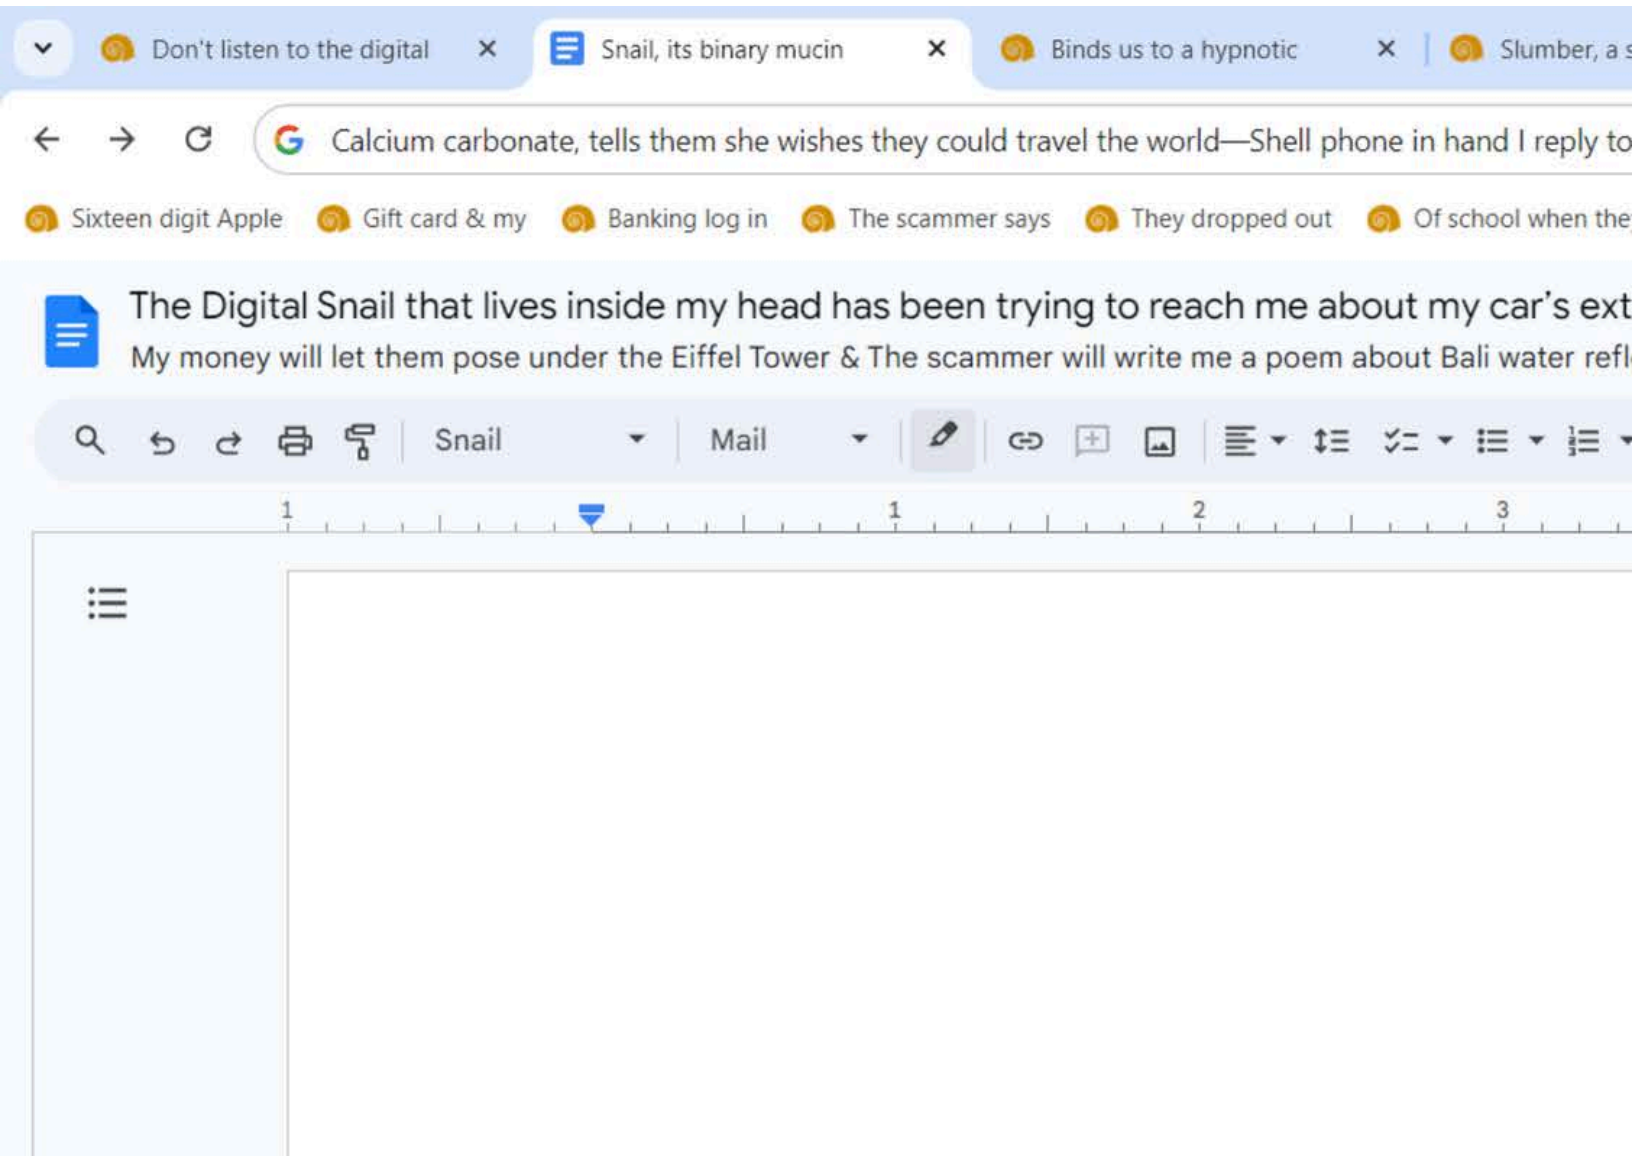 Don't listen to the digital Snail, its binary mucin Binds us to a hypnotic Slumber, a
Calcium carbonate, tells them she wishes they could travel the world—Shell phone in hand I reply to
Sixteen digit Apple Gift card & my Banking log in The scammer says They dropped out Of school when
The Digital Snail that lives inside my head has been trying to reach me about my car's
My money will let them pose under the Eiffel Tower & The scammer will write me a poem about Bali water
Snail Mail
1 1 2 3